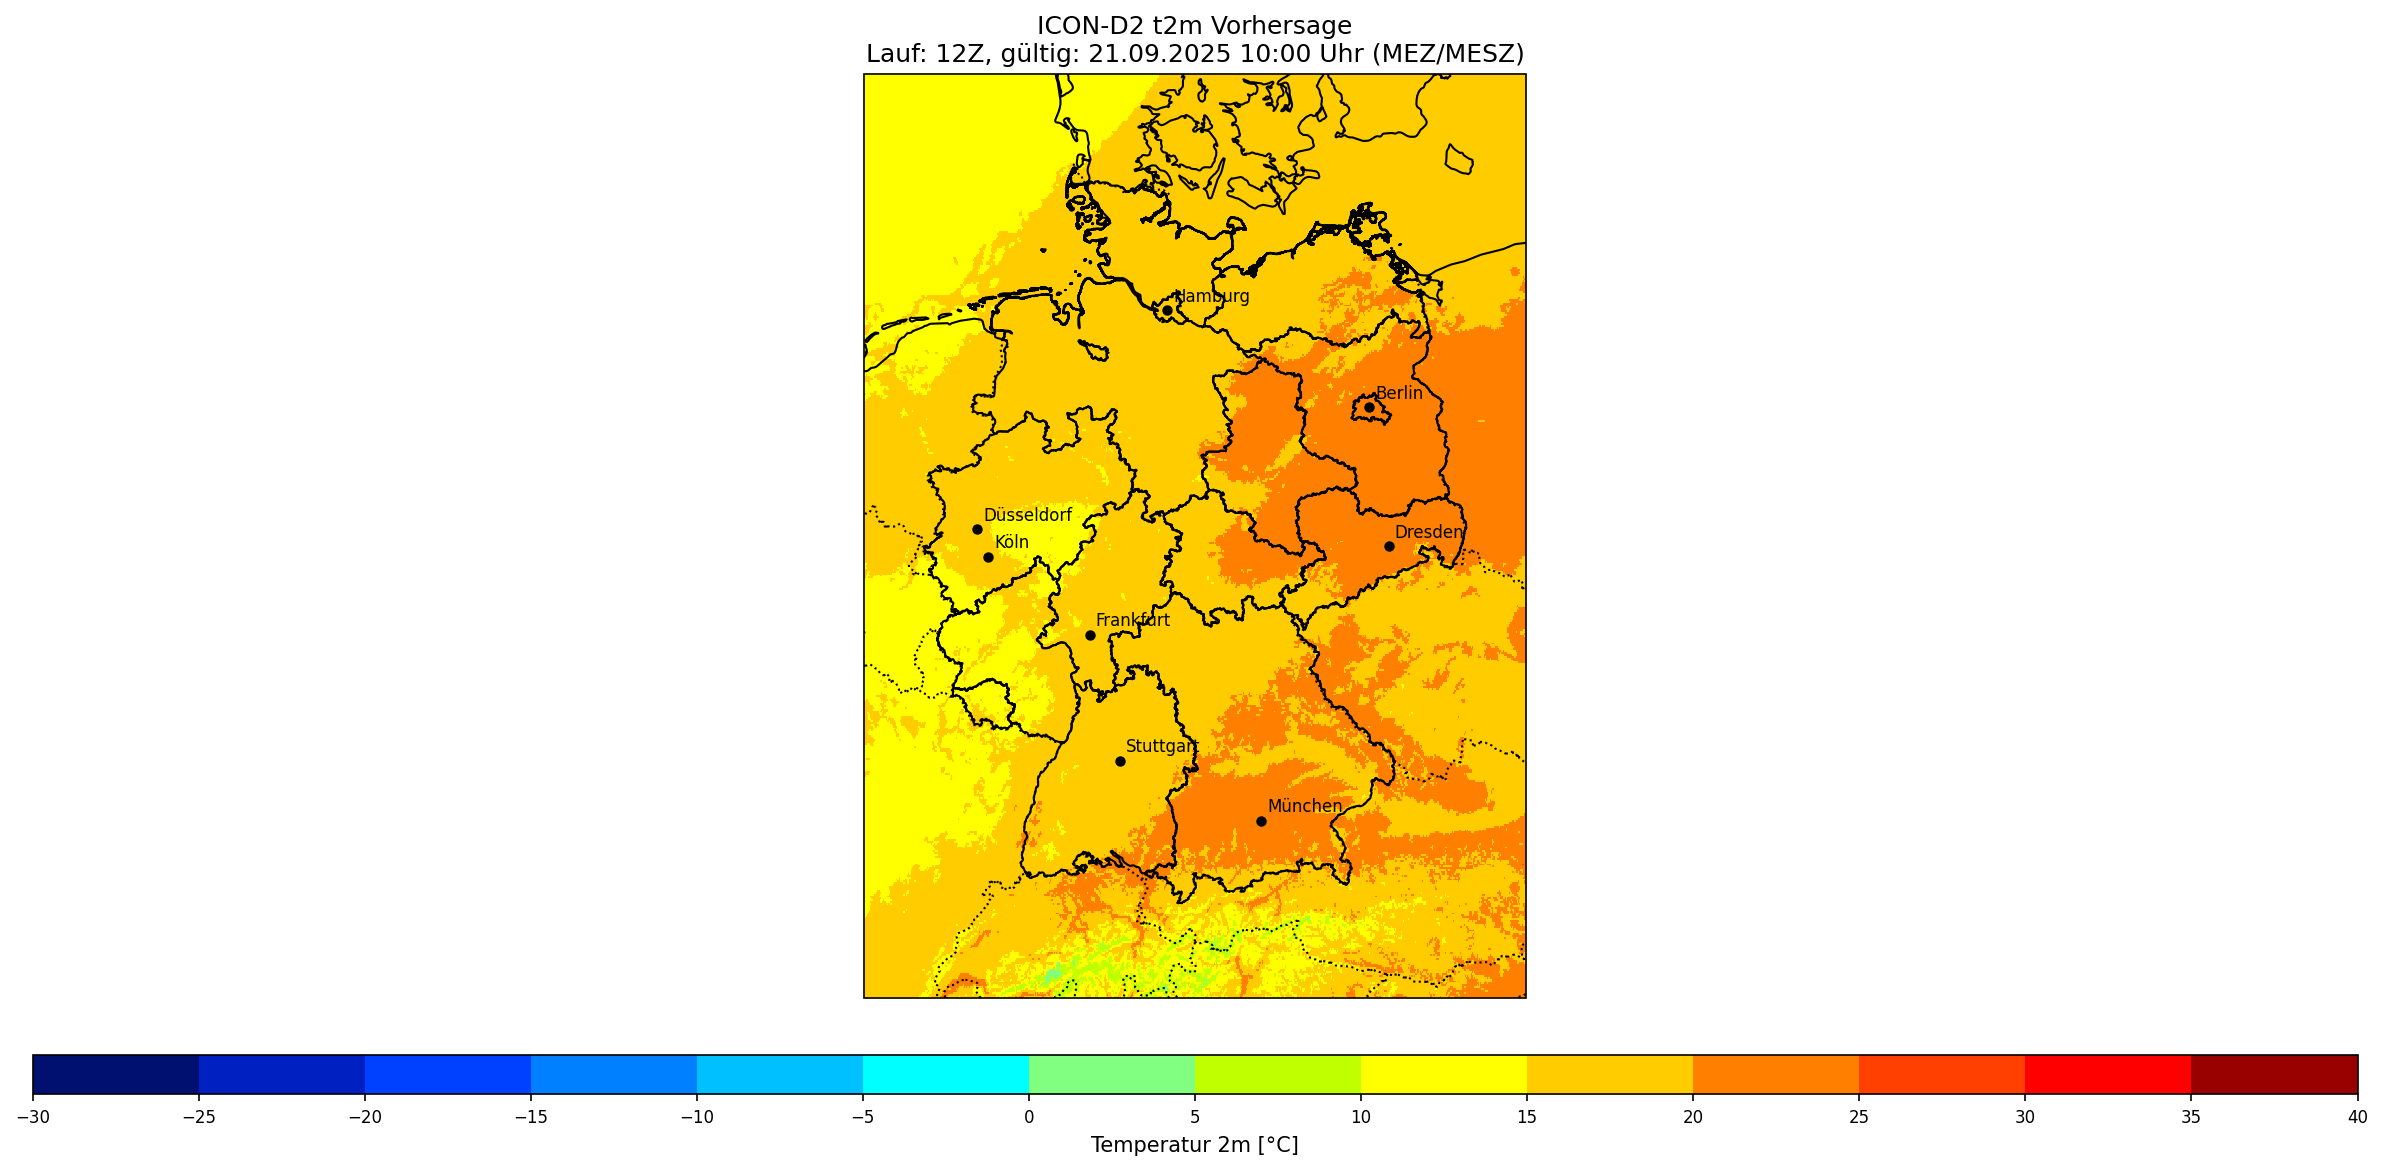 ICON-D2 t2m Vorhersage
Lauf: 12Z, gültig: 21.09.2025 10:00 Uhr (MEZ/MESZ)
Hamburg
Berlin
Düsseldorf
Dresden
Köln
Frankfurt
Stuttgart
München
−30 −25 −20 −15 −10 −5 0 5 10 15 20 25 30 35 40
Temperatur 2m [°C]